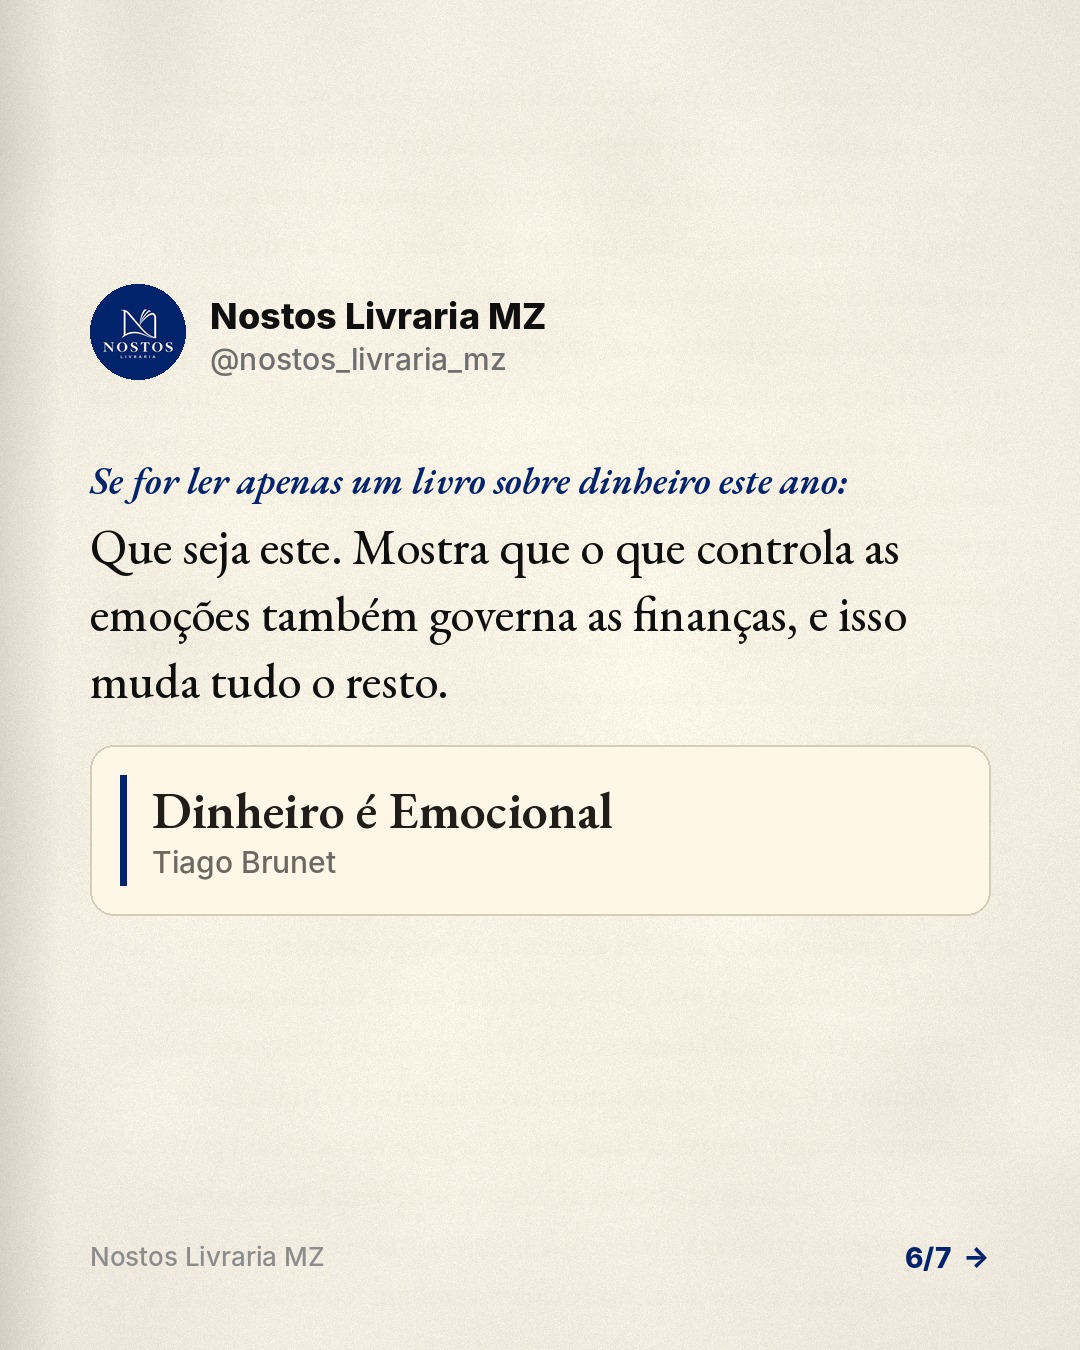 NOSTOS
LIVRARIA
Nostos Livraria MZ
@nostos_livraria_mz
Se for ler apenas um livro sobre dinheiro este ano:
Que seja este. Mostra que o que controla as
emoções também governa as finanças, e isso
muda tudo o resto.
Dinheiro é Emocional
Tiago Brunet
Nostos Livraria MZ
6/7 →